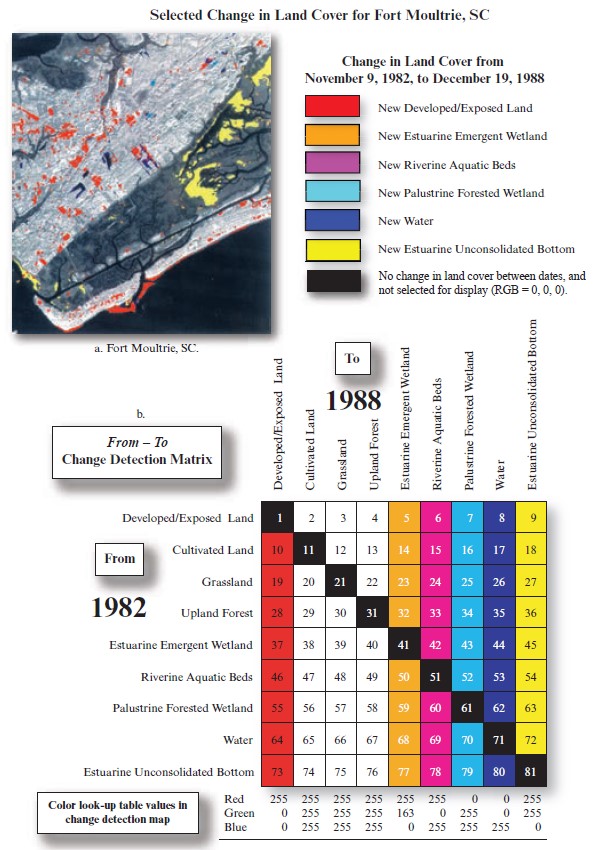 Selected Change in Land Cover for Fort Moultrie, SC
Change in Land Cover from
November 9, 1982, to December 19, 1988
New Developed/Exposed Land
New Estuarine Emergent Wetland
New Riverine Aquatic Beds
New Palustrine Forested Wetland
New Water
New Estuarine Unconsolidated Bottom
No change in land cover between dates, and
not selected for display (RGB = 0, 0, 0).
a. Fort Moultrie, SC.
To
1988
b.
From – To
Change Detection Matrix
Developed/Exposed Land
Cultivated Land
Grassland
Upland Forest
Estuarine Emergent Wetland
Riverine Aquatic Beds
Palustrine Forested Wetland
Water
Estuarine Unconsolidated Bottom
From
1982
Developed/Exposed Land 1 2 3 4 5 6 7 8 9
Cultivated Land 10 11 12 13 14 15 16 17 18
Grassland 19 20 21 22 23 24 25 26 27
Upland Forest 28 29 30 31 32 33 34 35 36
Estuarine Emergent Wetland 37 38 39 40 41 42 43 44 45
Riverine Aquatic Beds 46 47 48 49 50 51 52 53 54
Palustrine Forested Wetland 55 56 57 58 59 60 61 62 63
Water 64 65 66 67 68 69 70 71 72
Estuarine Unconsolidated Bottom 73 74 75 76 77 78 79 80 81
Color look-up table values in
change detection map
Red 255 255 255 255 255 255 0 0 255
Green 0 255 255 255 163 0 255 0 255
Blue 0 255 255 255 0 255 255 255 0